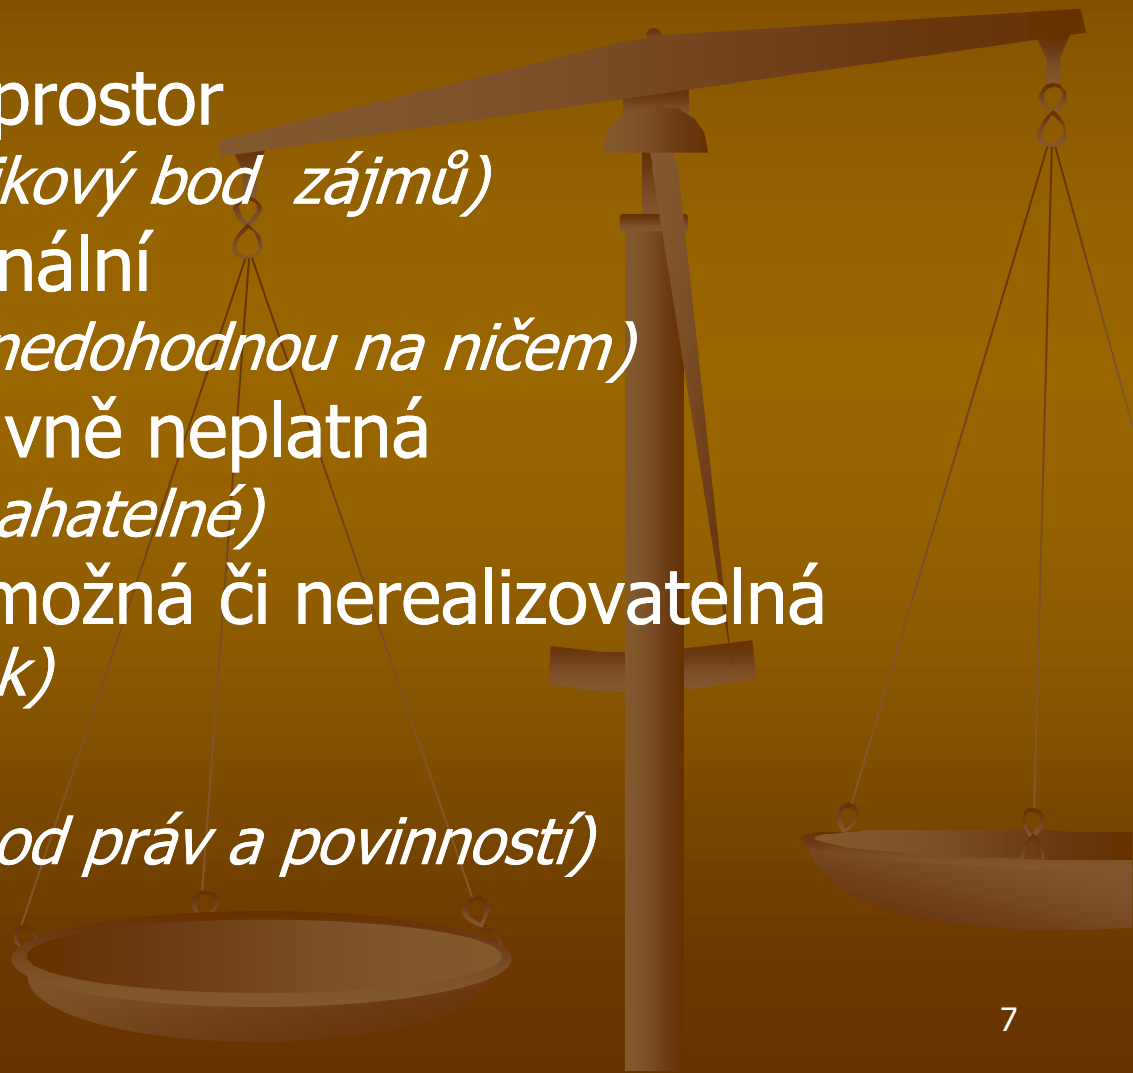 prostor
ikový bod zájmů)
nální
nedohodnou na ničem)
vně neplatná
ahatelné)
možná či nerealizovatelná
k)
od práv a povinností)
7